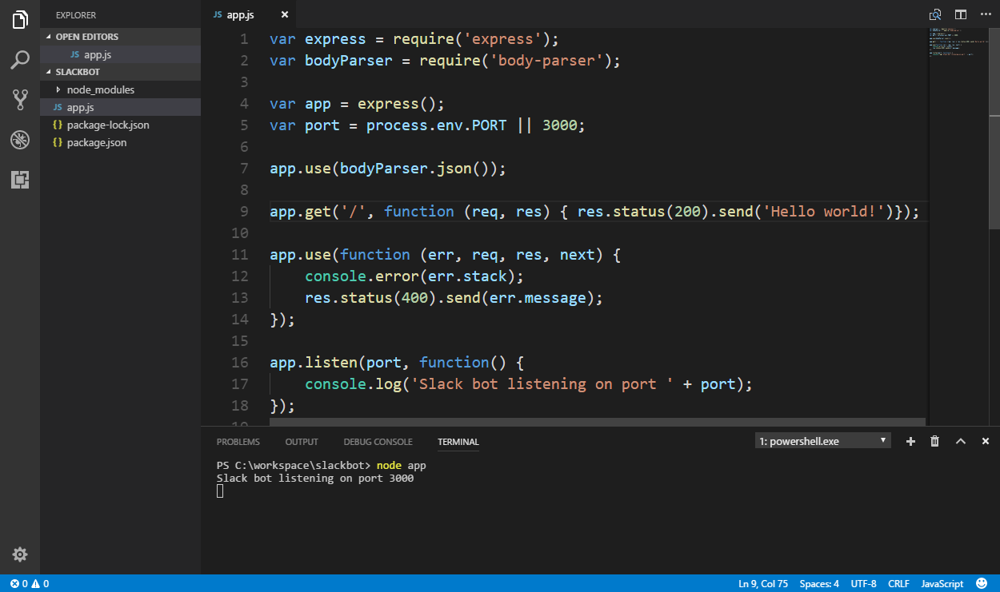 EXPLORER
OPEN EDITORS
JS app.js
SLACKBOT
node_modules
JS app.js
{} package-lock.json
{} package.json
JS app.js ×
1 var express = require('express');
2 var bodyParser = require('body-parser');
3
4 var app = express();
5 var port = process.env.PORT || 3000;
6
7 app.use(bodyParser.json());
8
9 app.get('/', function (req, res) { res.status(200).send('Hello world!')});
10
11 app.use(function (err, req, res, next) {
12     console.error(err.stack);
13     res.status(400).send(err.message);
14 });
15
16 app.listen(port, function() {
17     console.log('Slack bot listening on port ' + port);
18 });
19
PROBLEMS OUTPUT DEBUG CONSOLE TERMINAL 1: powershell.exe
PS C:\workspace\slackbot> node app
Slack bot listening on port 3000
0 0 Ln 9, Col 75 Spaces: 4 UTF-8 CRLF JavaScript